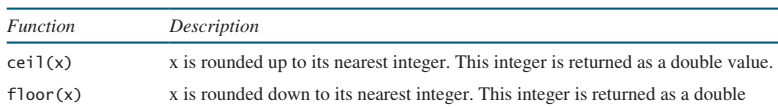 Function Description
ceil(x) x is rounded up to its nearest integer. This integer is returned as a double value.
floor(x) x is rounded down to its nearest integer. This integer is returned as a double